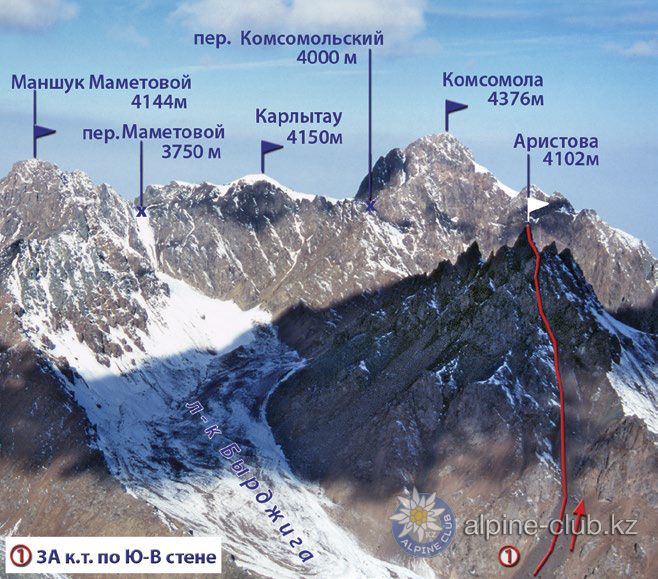 пер. Комсомольский
4000 м
Маншук Маметовой
4144м
Комсомола
4376м
Карлытау
4150м
пер. Маметовой
3750 м
Аристова
4102м
x
x
л-к Бырджига
ALPINE CLUB
alpine-club.kz
1
1 3А к.т. по Ю-В стене